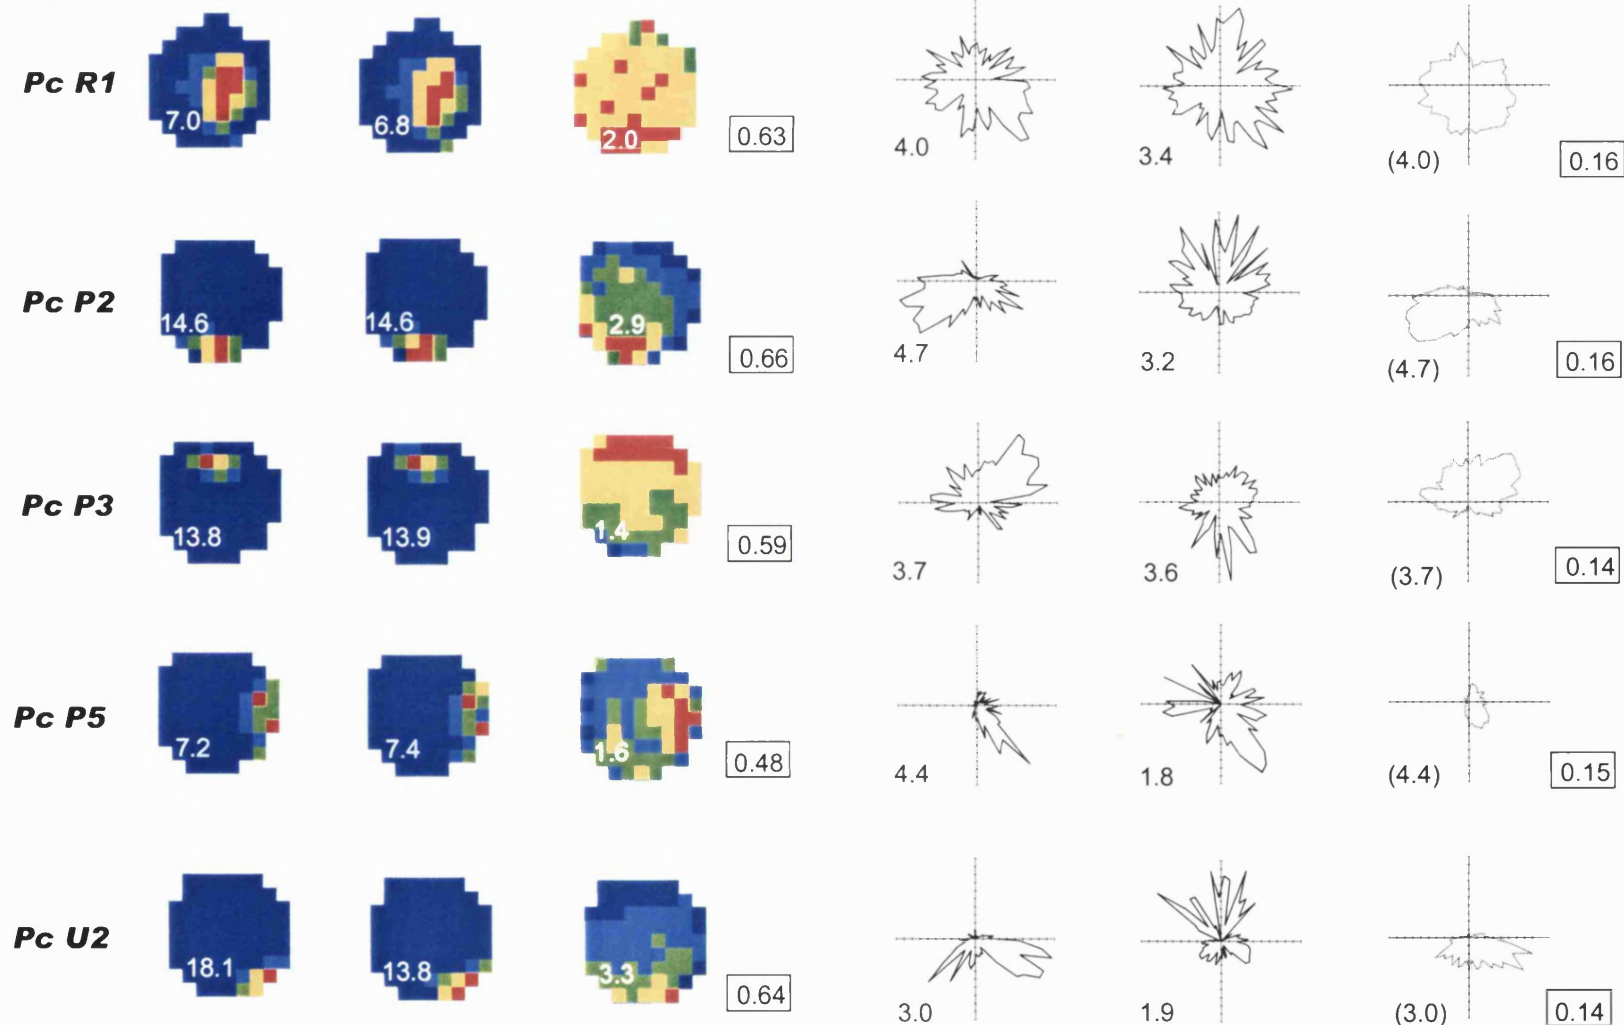 Pc R1 7.0 6.8 2.0 0.63 4.0 3.4 (4.0) 0.16
Pc P2 14.6 14.6 2.9 0.66 4.7 3.2 (4.7) 0.16
Pc P3 13.8 13.9 1.4 0.59 3.7 3.6 (3.7) 0.14
Pc P5 7.2 7.4 1.6 0.48 4.4 1.8 (4.4) 0.15
Pc U2 18.1 13.8 3.3 0.64 3.0 1.9 (3.0) 0.14